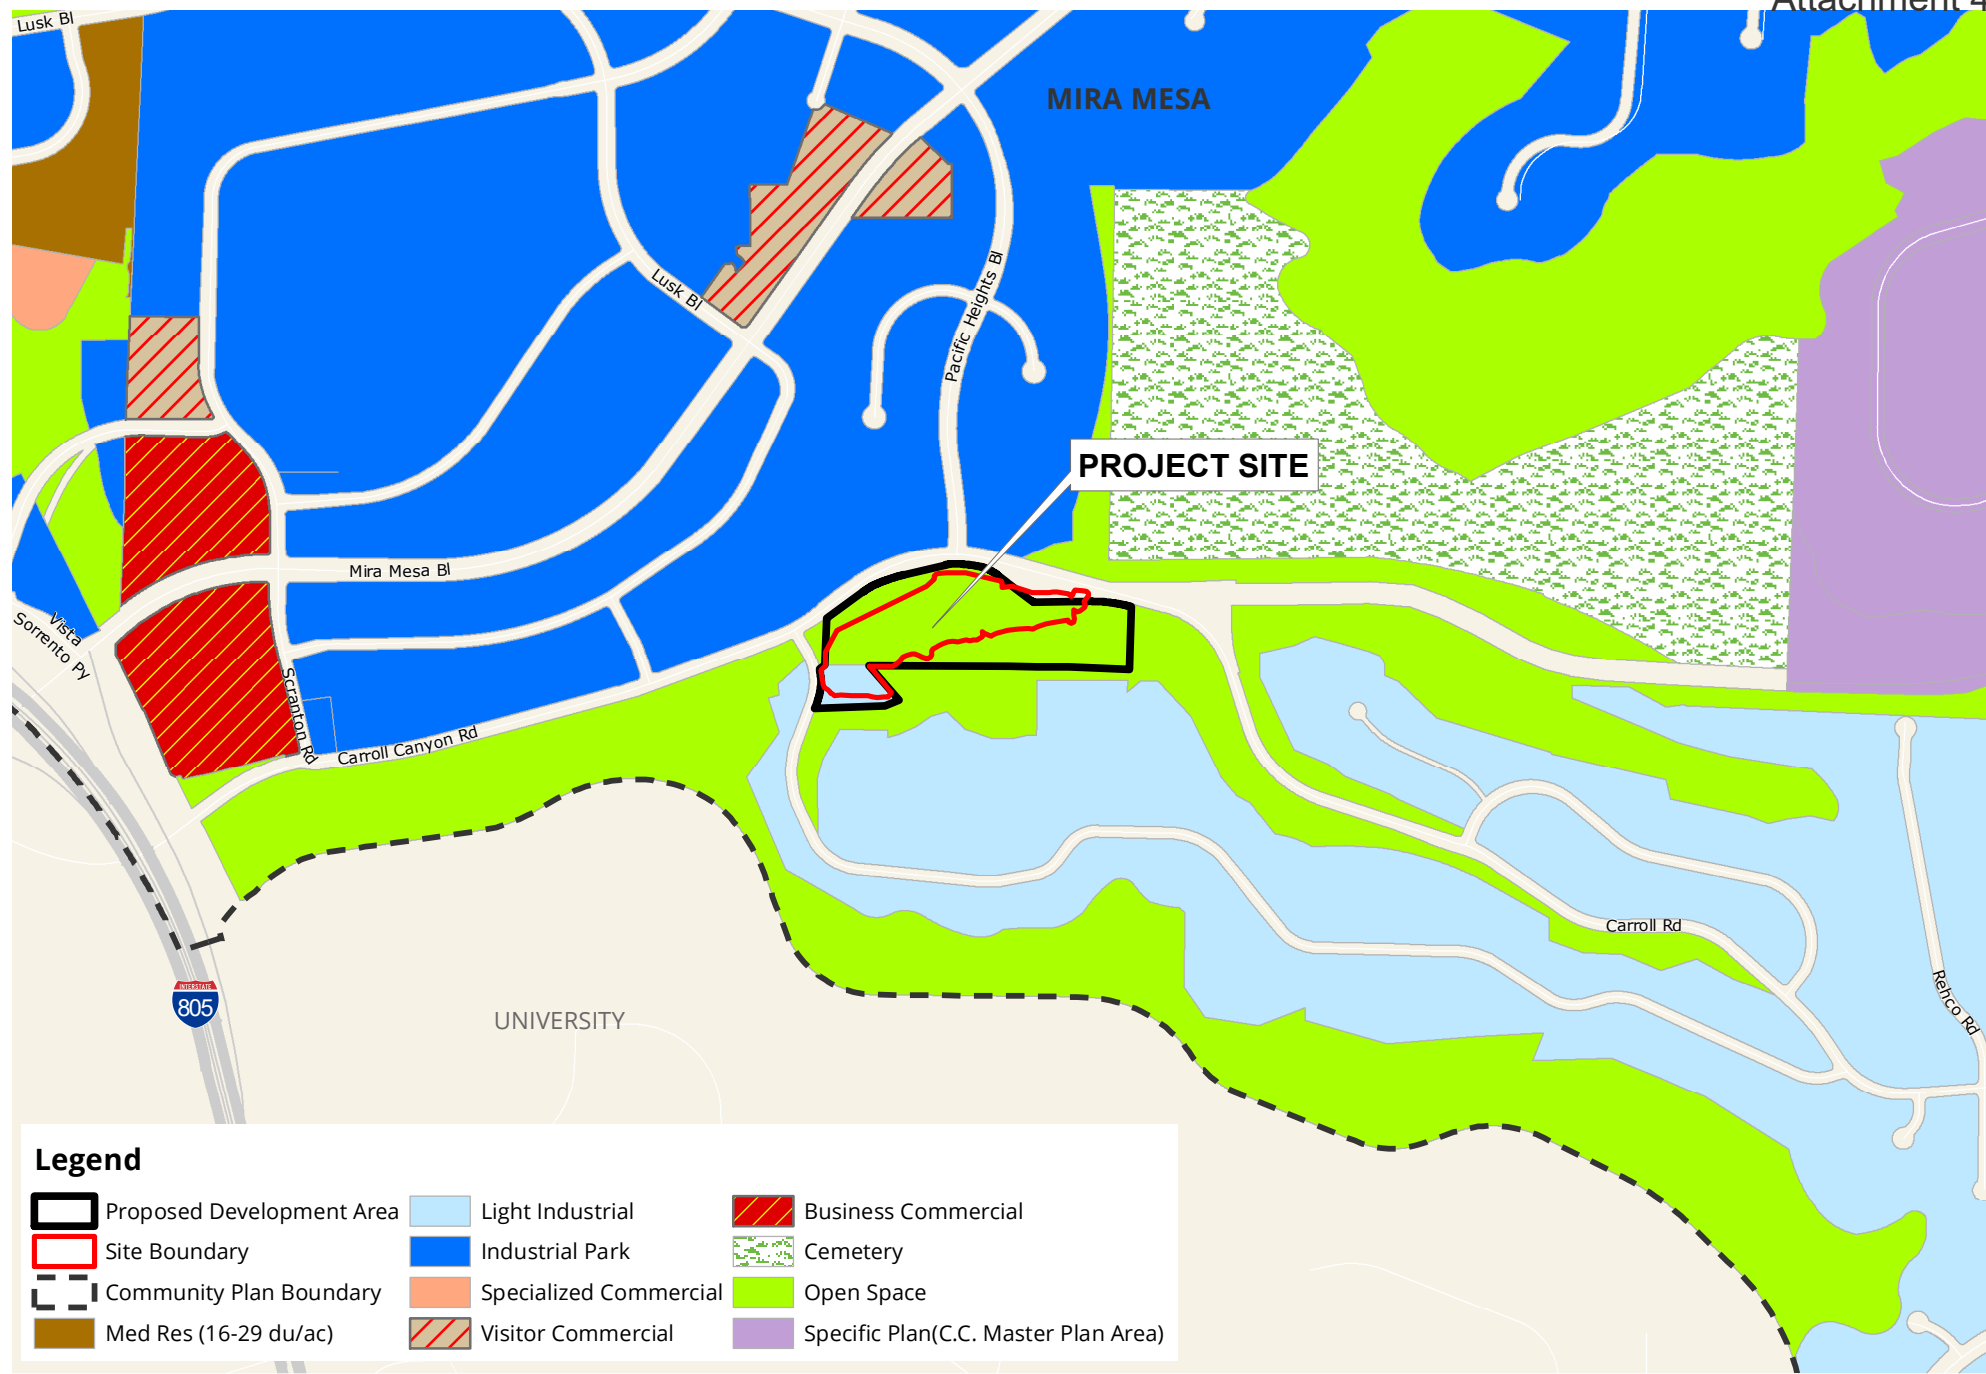 Attachment 4
Lusk Bl
MIRA MESA
Lusk Bl
Pacific Heights Bl
PROJECT SITE
Mira Mesa Bl
Vista
Sorrento Py
Scranton Rd
Carroll Canyon Rd
Carroll Rd
Rehco Rd
INTERSTATE
805
UNIVERSITY
Legend
Proposed Development Area
Site Boundary
Community Plan Boundary
Med Res (16-29 du/ac)
Light Industrial
Industrial Park
Specialized Commercial
Visitor Commercial
Business Commercial
Cemetery
Open Space
Specific Plan(C.C. Master Plan Area)